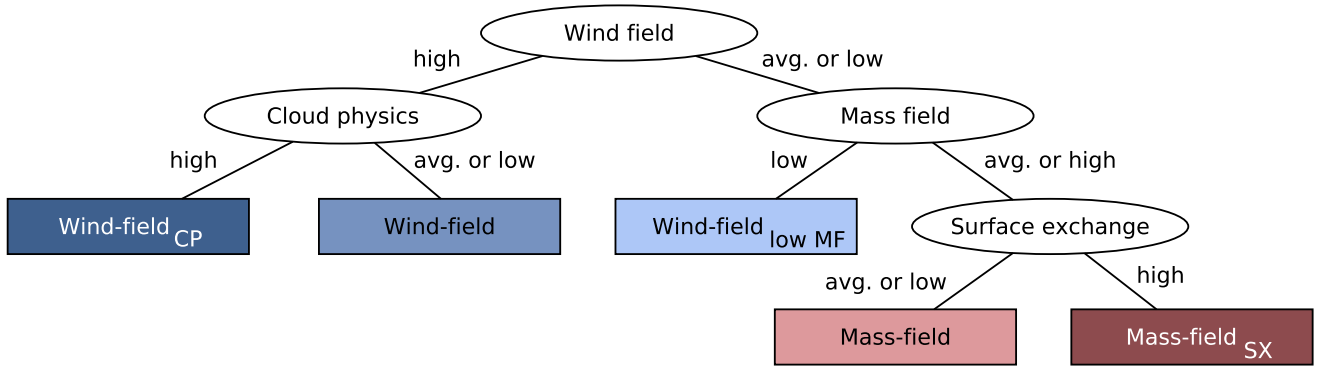 Wind field
high
avg. or low
Cloud physics
Mass field
high
avg. or low
low
avg. or high
Wind-field CP
Wind-field
Wind-field low MF
Surface exchange
avg. or low
high
Mass-field
Mass-field SX